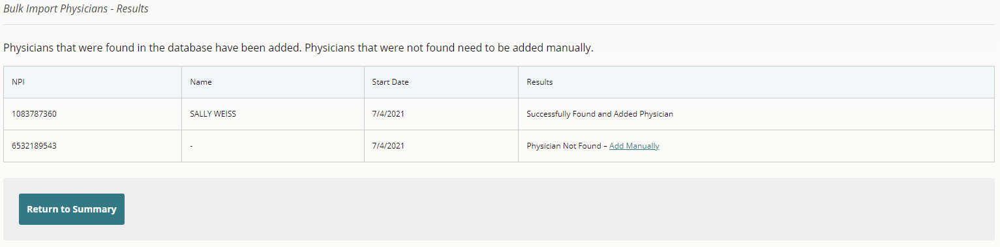 Bulk Import Physicians - Results
Physicians that were found in the database have been added. Physicians that were not found need to be added manually.
NPI Name Start Date Results
1083787360 SALLY WEISS 7/4/2021 Successfully Found and Added Physician
6532189543 - 7/4/2021 Physician Not Found – Add Manually
Return to Summary